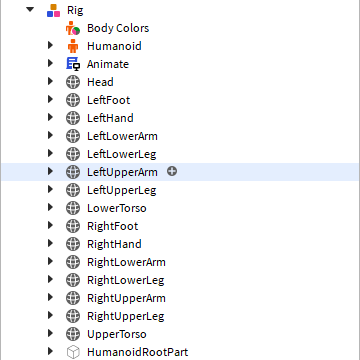 Rig
Body Colors
Humanoid
Animate
Head
LeftFoot
LeftHand
LeftLowerArm
LeftLowerLeg
LeftUpperArm
LeftUpperLeg
LowerTorso
RightFoot
RightHand
RightLowerArm
RightLowerLeg
RightUpperArm
RightUpperLeg
UpperTorso
HumanoidRootPart